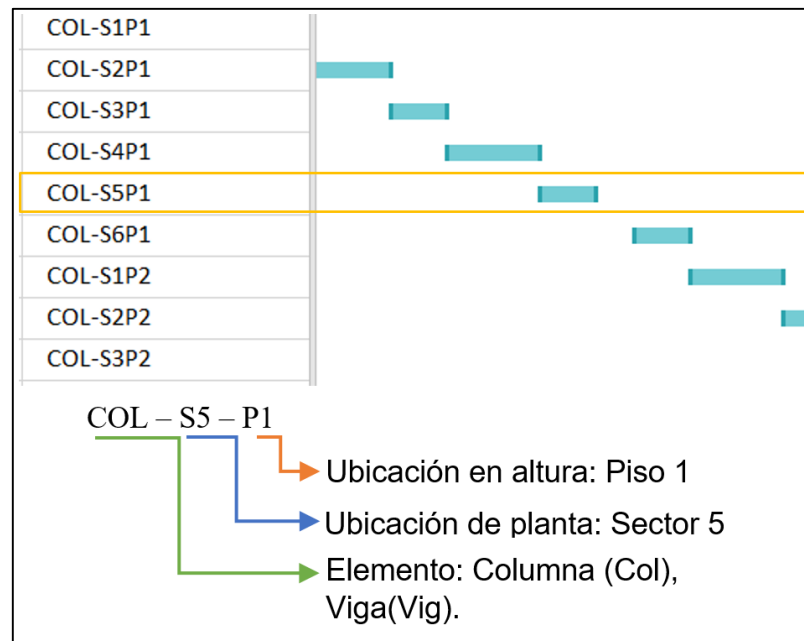 COL-S1P1
COL-S2P1
COL-S3P1
COL-S4P1
COL-S5P1
COL-S6P1
COL-S1P2
COL-S2P2
COL-S3P2
COL – S5 – P1
Ubicación en altura: Piso 1
Ubicación de planta: Sector 5
Elemento: Columna (Col),
Viga(Vig).